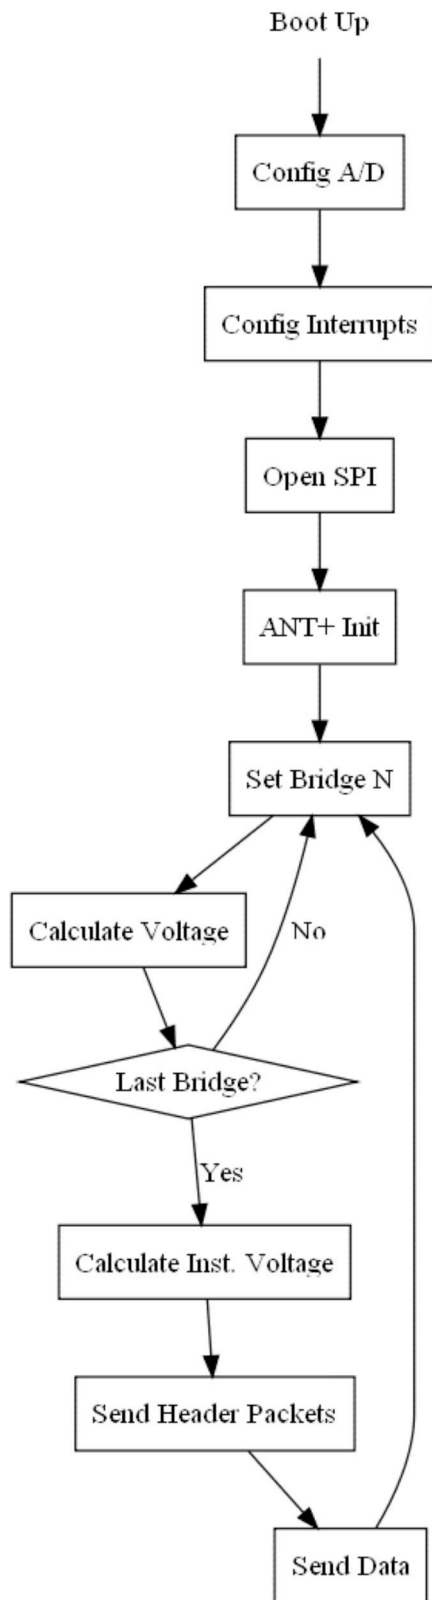 Boot Up
Config A/D
Config Interrupts
Open SPI
ANT+ Init
Set Bridge N
Calculate Voltage
No
Last Bridge?
Yes
Calculate Inst. Voltage
Send Header Packets
Send Data